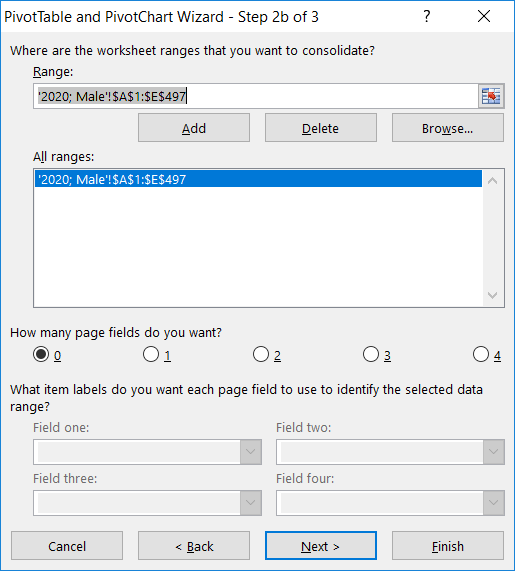 PivotTable and PivotChart Wizard - Step 2b of 3 ?
Where are the worksheet ranges that you want to consolidate?
Range:
'2020; Male'!$A$1:$E$497
Add Delete Browse...
All ranges:
'2020; Male'!$A$1:$E$497
How many page fields do you want?
0 1 2 3 4
What item labels do you want each page field to use to identify the selected data
range?
Field one: Field two:
Field three: Field four:
Cancel < Back Next > Finish